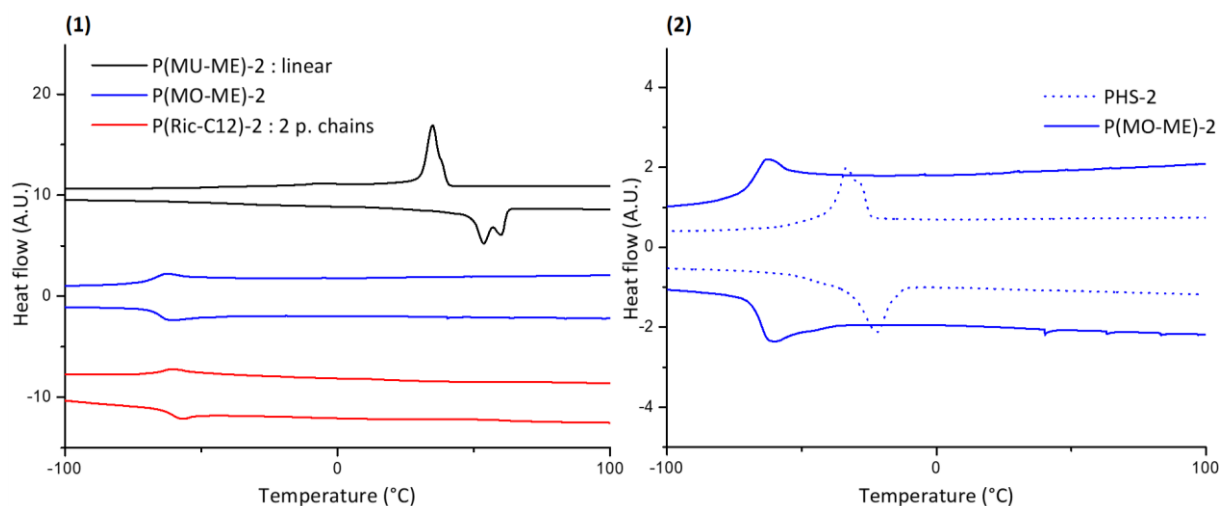 (1)
P(MU-ME)-2 : linear
P(MO-ME)-2
P(Ric-C12)-2 : 2 p. chains
20
10
0
-10
Heat flow (A.U.)
-100
0
100
Temperature (°C)
(2)
PHS-2
P(MO-ME)-2
4
2
0
-2
-4
Heat flow (A.U.)
-100
0
100
Temperature (°C)